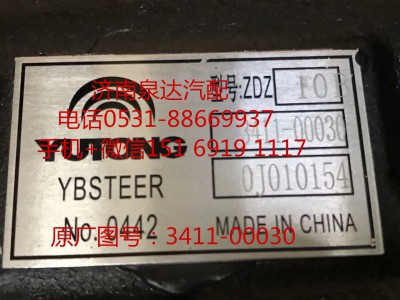 济南泉达汽配
型号:ZDZ 10B
电话0531-88669937
YUTONG
3411-00030
手机+微信151 6919 1117
YBSTEER
0J010154
No. 0442 MADE IN CHINA
原厂图号:3411-00030